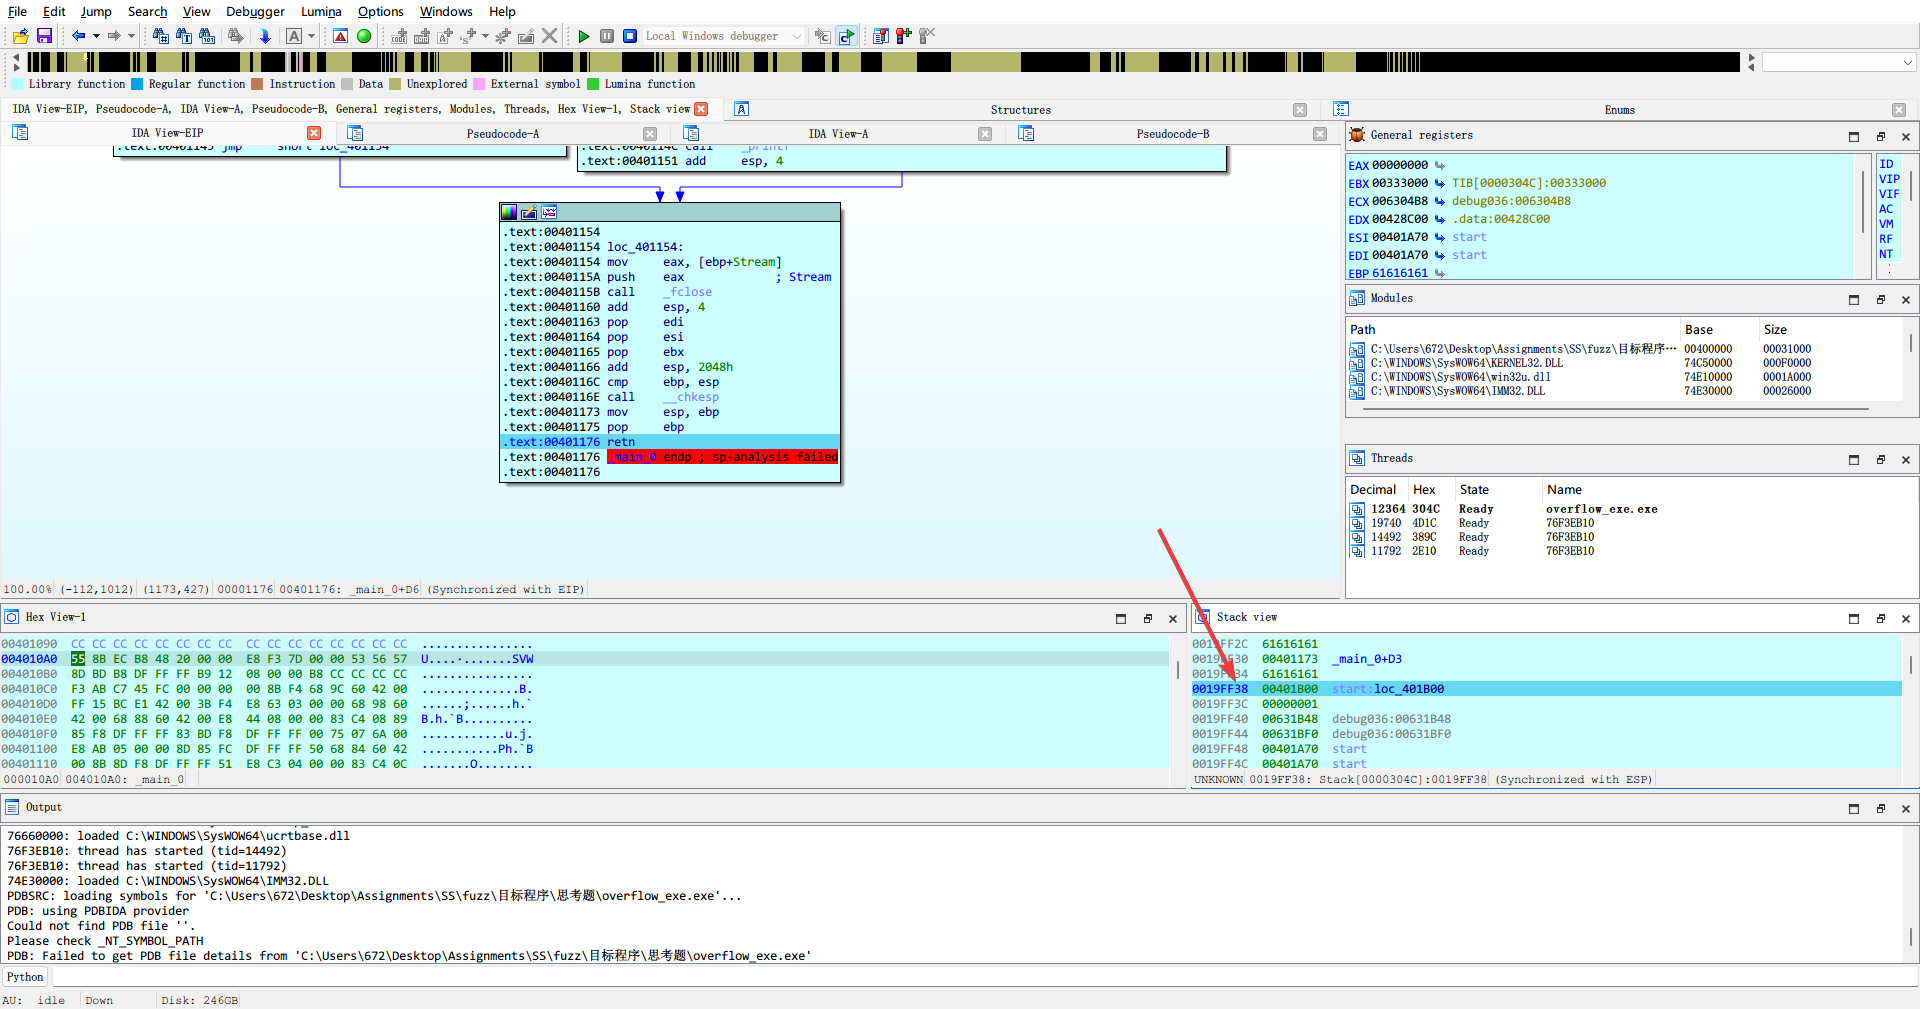 File Edit Jump Search View Debugger Lumina Options Windows Help
Local Windows debugger
Library function Regular function Instruction Data Unexplored External symbol Lumina function
IDA View-EIP, Pseudocode-A, IDA View-A, Pseudocode-B, General registers, Modules, Threads, Hex View-1, Stack view Structures Enums
IDA View-EIP Pseudocode-A IDA View-A Pseudocode-B
.text:00401145 jmp short loc_401154
.text:0040114C call _printf
.text:00401151 add esp, 4
.text:00401154
.text:00401154 loc_401154:
.text:00401154 mov eax, [ebp+Stream]
.text:0040115A push eax ; Stream
.text:0040115B call _fclose
.text:00401160 add esp, 4
.text:00401163 pop edi
.text:00401164 pop esi
.text:00401165 pop ebx
.text:00401166 add esp, 2048h
.text:0040116C cmp ebp, esp
.text:0040116E call __chkesp
.text:00401173 mov esp, ebp
.text:00401175 pop ebp
.text:00401176 retn
.text:00401176 _main_0 endp ; sp-analysis failed
.text:00401176
100.00% (-112,1012) (1173,427) 00001176 00401176: _main_0+D6 (Synchronized with EIP)
General registers
EAX 00000000
EBX 00333000 TIB[0000304C]:00333000
ECX 006304B8 debug036:006304B8
EDX 00428C00 .data:00428C00
ESI 00401A70 start
EDI 00401A70 start
EBP 61616161
ID
VIP
VIF
AC
VM
RF
NT
Modules
Path Base Size
C:\Users\672\Desktop\Assignments\SS\fuzz\目标程序… 00400000 00031000
C:\WINDOWS\SysWOW64\KERNEL32.DLL 74C50000 000F0000
C:\WINDOWS\SysWOW64\win32u.dll 74E10000 0001A000
C:\WINDOWS\SysWOW64\IMM32.DLL 74E30000 00026000
Threads
Decimal Hex State Name
12364 304C Ready overflow_exe.exe
19740 4D1C Ready 76F3EB10
14492 389C Ready 76F3EB10
11792 2E10 Ready 76F3EB10
Hex View-1
00401090 CC CC CC CC CC CC CC CC CC CC CC CC CC CC CC CC ................
004010A0 55 8B EC B8 48 20 00 00 E8 F3 7D 00 00 53 56 57 U....·.......SVW
004010B0 8D BD B8 DF FF FF B9 12 08 00 00 B8 CC CC CC CC ................
004010C0 F3 AB C7 45 FC 00 00 00 00 8B F4 68 9C 60 42 00 ..............B.
004010D0 FF 15 BC E1 42 00 3B F4 E8 63 03 00 00 68 98 60 ......;......h.`
004010E0 42 00 68 88 60 42 00 E8 44 08 00 00 83 C4 08 89 B.h.`B..........
004010F0 85 F8 DF FF FF 83 BD F8 DF FF FF 00 75 07 6A 00 ............u.j.
00401100 E8 AB 05 00 00 8D 85 FC DF FF FF 50 68 84 60 42 ...........Ph.`B
00401110 00 8B 8D F8 DF FF FF 51 E8 C3 04 00 00 83 C4 0C .......Q........
000010A0 004010A0: _main_0
Stack view
0019FF2C 61616161
0019FF30 00401173 _main_0+D3
0019FF34 61616161
0019FF38 00401B00 start:loc_401B00
0019FF3C 00000001
0019FF40 00631B48 debug036:00631B48
0019FF44 00631BF0 debug036:00631BF0
0019FF48 00401A70 start
0019FF4C 00401A70 start
UNKNOWN 0019FF38: Stack[0000304C]:0019FF38 (Synchronized with ESP)
Output
76660000: loaded C:\WINDOWS\SysWOW64\ucrtbase.dll
76F3EB10: thread has started (tid=14492)
76F3EB10: thread has started (tid=11792)
74E30000: loaded C:\WINDOWS\SysWOW64\IMM32.DLL
PDBSRC: loading symbols for 'C:\Users\672\Desktop\Assignments\SS\fuzz\目标程序\思考题\overflow_exe.exe'...
PDB: using PDBIDA provider
Could not find PDB file ''.
Please check _NT_SYMBOL_PATH
PDB: Failed to get PDB file details from 'C:\Users\672\Desktop\Assignments\SS\fuzz\目标程序\思考题\overflow_exe.exe'
Python
AU: idle Down Disk: 246GB